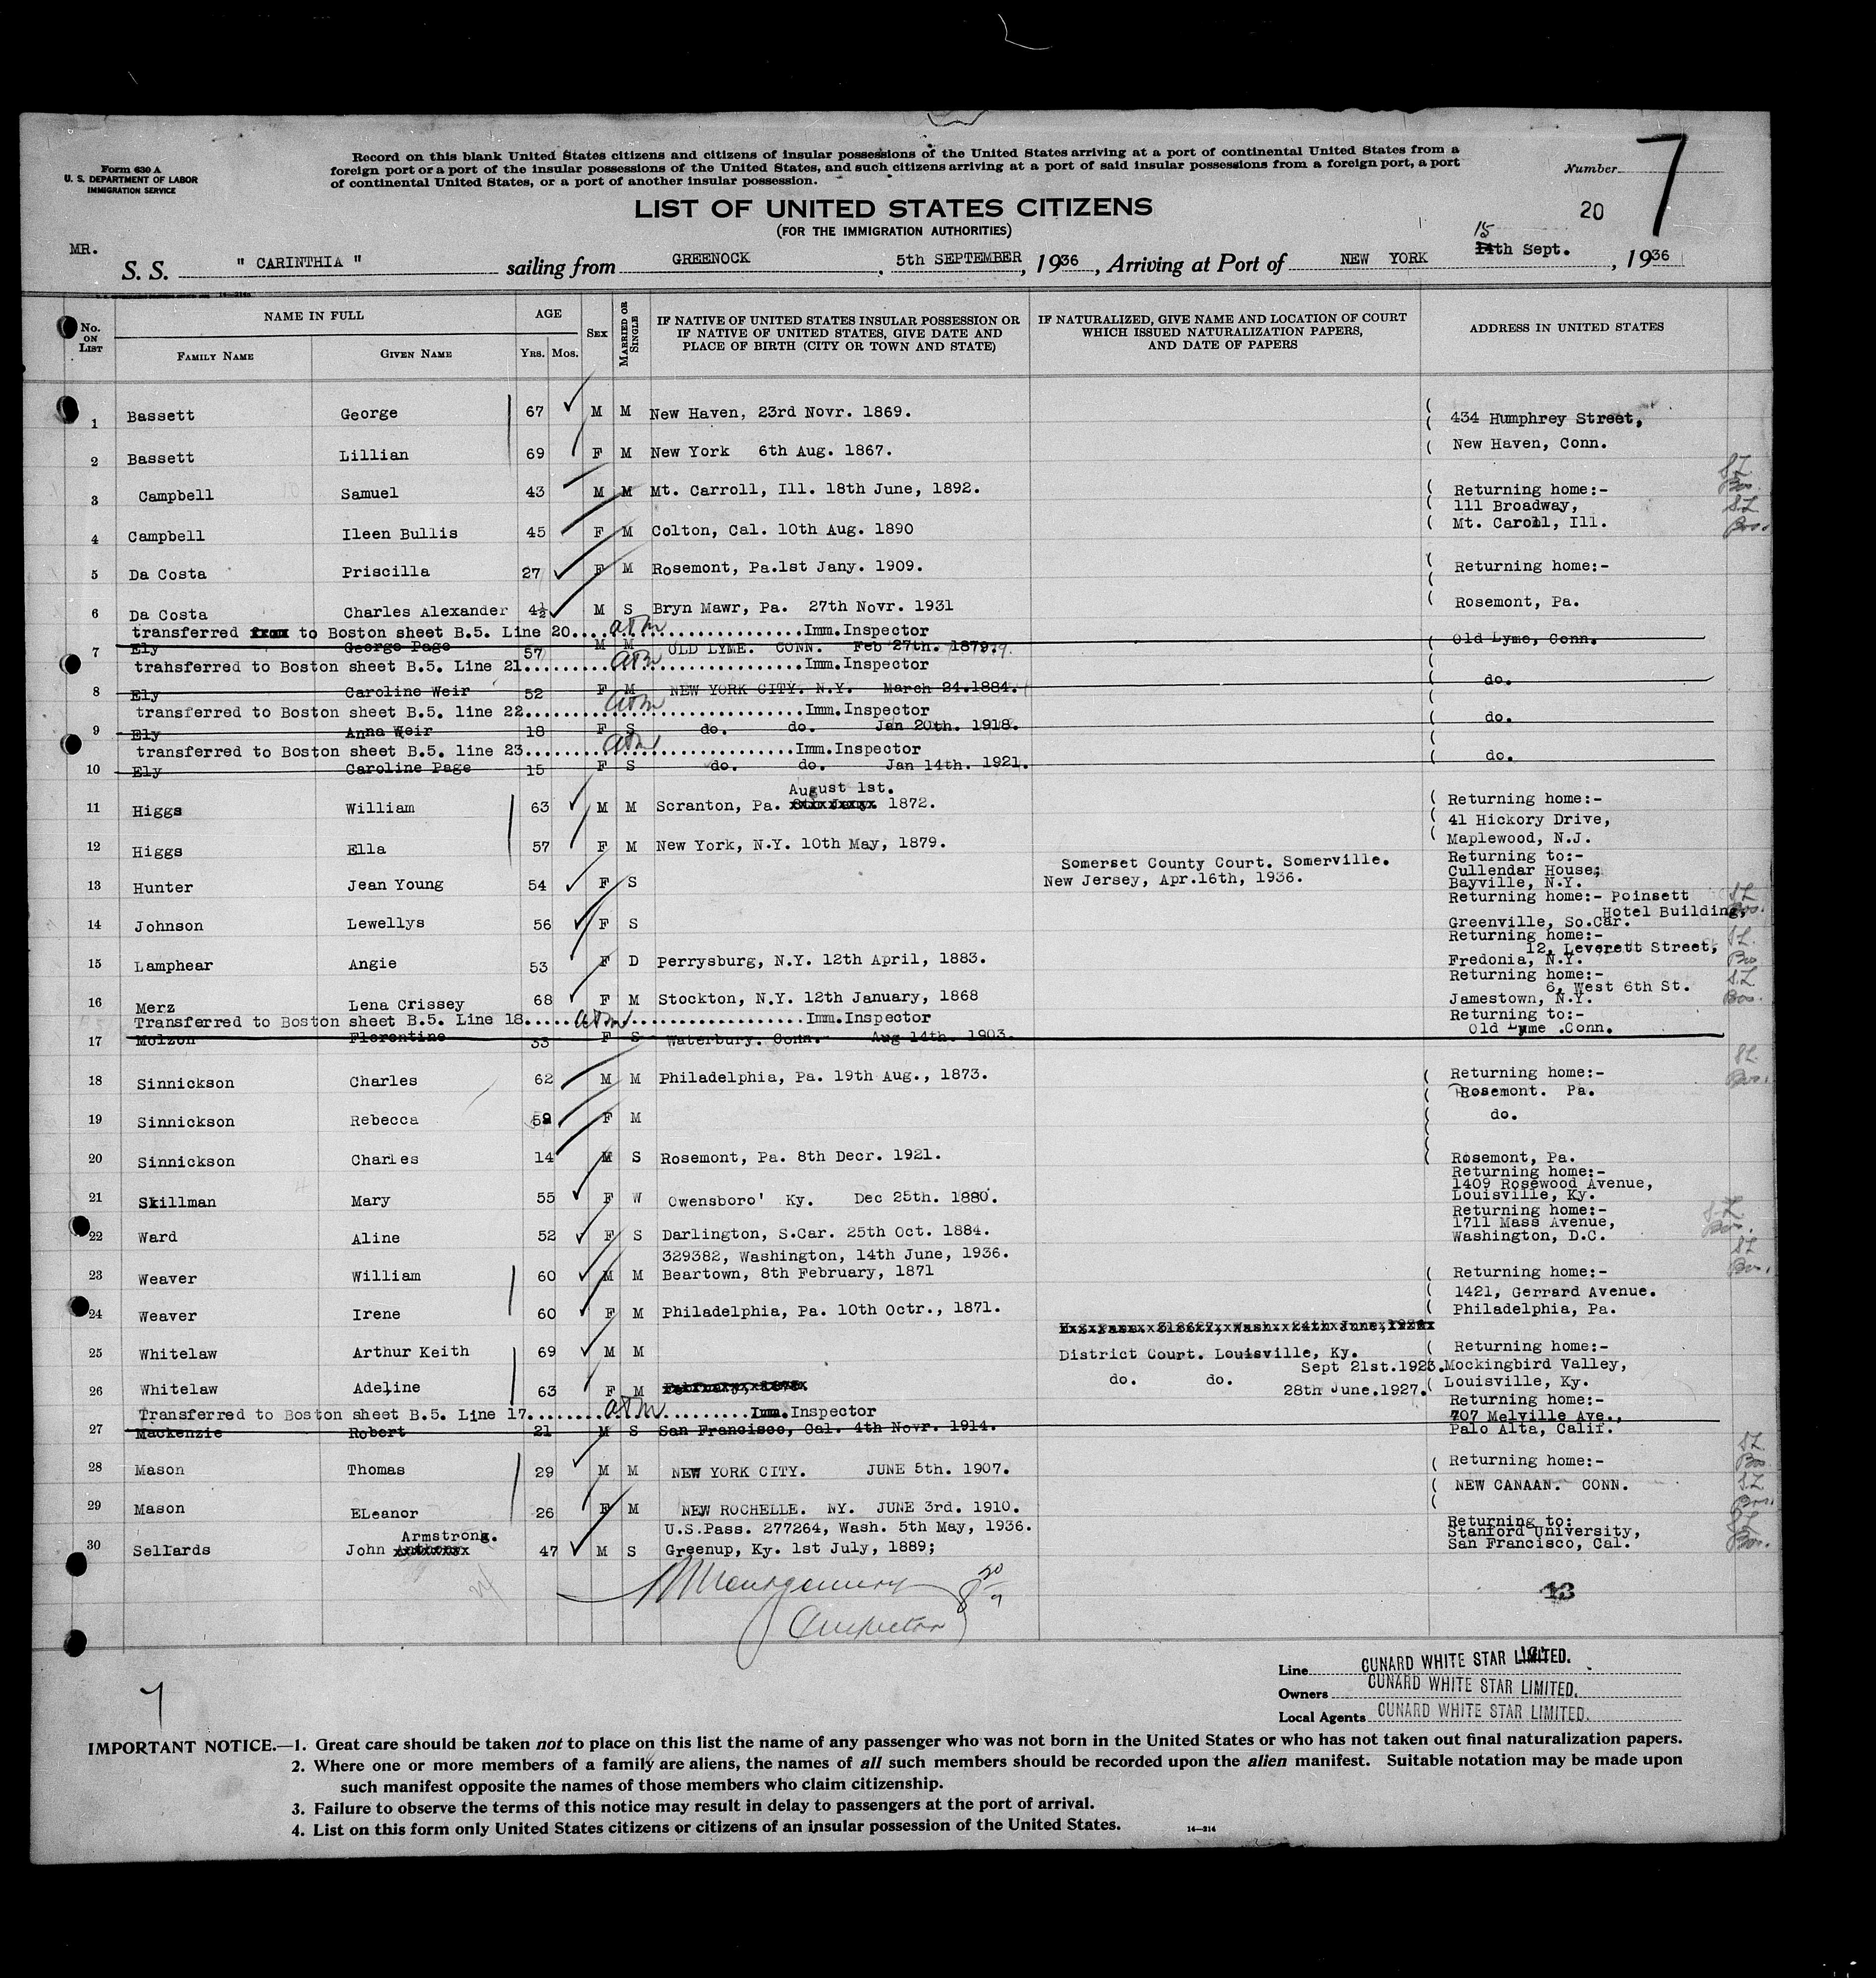 Form 630 A
U. S. DEPARTMENT OF LABOR
IMMIGRATION SERVICE
Record on this blank United States citizens and citizens of insular possessions of the United States arriving at a port of continental United States from a
foreign port or a port of the insular possessions of the United States, and such citizens arriving at a port of said insular possessions from a foreign port, a port
of continental United States, or a port of another insular possession.
Number 7
20
LIST OF UNITED STATES CITIZENS
(FOR THE IMMIGRATION AUTHORITIES)
15
MR. S. S. " CARINTHIA " sailing from GREENOCK, 5th SEPTEMBER, 1936, Arriving at Port of NEW YORK 14th Sept., 1936
No. ON LIST NAME IN FULL AGE SEX MARRIED OR SINGLE IF NATIVE OF UNITED STATES INSULAR POSSESSION OR IF NATIVE OF UNITED STATES, GIVE DATE AND PLACE OF BIRTH (CITY OR TOWN AND STATE) IF NATURALIZED, GIVE NAME AND LOCATION OF COURT WHICH ISSUED NATURALIZATION PAPERS, AND DATE OF PAPERS ADDRESS IN UNITED STATES
FAMILY NAME GIVEN NAME YRS. MOS.
1 Bassett George 67 M M New Haven, 23rd Novr. 1869. ( 434 Humphrey Street,
( New Haven, Conn.
2 Bassett Lillian 69 F M New York 6th Aug. 1867.
3 Campbell Samuel 43 M M Mt. Carroll, Ill. 18th June, 1892. ( Returning home:-
( 111 Broadway,
( Mt. Caroll, Ill.
4 Campbell Ileen Bullis 45 F M Colton, Cal. 10th Aug. 1890
5 Da Costa Priscilla 27 F M Rosemont, Pa.1st Jany. 1909. ( Returning home:-
6 Da Costa Charles Alexander 4½ M S Bryn Mawr, Pa. 27th Novr. 1931 ( Rosemont, Pa.
transferred from to Boston sheet B.5. Line 20.... Imm.Inspector
7 Ely George Page 57 M M OLD LYME. CONN. Feb 27th. 1879. ( Old Lyme, Conn.
transferred to Boston sheet B.5. Line 21.... Imm.Inspector
8 Ely Caroline Weir 52 F M NEW YORK CITY. N.Y. March 24.1884. do.
transferred to Boston sheet B.5. line 22.... Imm.Inspector
9 Ely Anna Weir 18 F S do. do. Jan 20th. 1918. ( do.
transferred to Boston sheet B.5. line 23.... Imm.Inspector
10 Ely Caroline Page 15 F S do. do. Jan 14th. 1921. ( do.
August 1st.
11 Higgs William 63 M M Scranton, Pa. 1872. ( Returning home:-
( 41 Hickory Drive,
( Maplewood, N.J.
12 Higgs Ella 57 F M New York, N.Y. 10th May, 1879.
13 Hunter Jean Young 54 F S Somerset County Court. Somerville. New Jersey, Apr.16th, 1936. Returning to:-
Cullendar House;
Bayville, N.Y.
14 Johnson Lewellys 56 F S Returning home:- Poinsett
Hotel Building,
Greenville, So.Car.
15 Lamphear Angie 53 F D Perrysburg, N.Y. 12th April, 1883. Returning home:-
12, Leverett Street,
Fredonia, N.Y.
16 Merz Lena Crissey 68 F M Stockton, N.Y. 12th January, 1868 Returning home:-
6, West 6th St.
Jamestown, N.Y.
Transferred to Boston sheet B.5. Line 18.... Imm.Inspector
17 Molzon Florentine 33 F S Waterbury. Conn. Aug 14th. 1903. Returning to:-
Old Lyme .Conn.
18 Sinnickson Charles 62 M M Philadelphia, Pa. 19th Aug., 1873. ( Returning home:-
( Rosemont. Pa.
19 Sinnickson Rebecca F M ( do.
20 Sinnickson Charles 14 M S Rosemont, Pa. 8th Decr. 1921. ( Rosemont, Pa.
21 Skillman Mary 55 F W Owensboro' Ky. Dec 25th. 1880. Returning home:-
1409 Rosewood Avenue,
Louisville, Ky.
22 Ward Aline 52 F S Darlington, S.Car. 25th Oct. 1884. Returning home:-
1711 Mass Avenue,
Washington, D.C.
329382, Washington, 14th June, 1936.
23 Weaver William 60 M M Beartown, 8th February, 1871 ( Returning home:-
( 1421, Gerrard Avenue.
24 Weaver Irene 60 F M Philadelphia, Pa. 10th Octr., 1871. ( Philadelphia, Pa.
25 Whitelaw Arthur Keith 69 M M District Court. Louisville, Ky. Sept 21st.1923. ( Returning home:-
Mockingbird Valley,
26 Whitelaw Adeline 63 F M do. do. 28th June.1927. ( Louisville, Ky.
Transferred to Boston sheet B.5. Line 17.... Imm.Inspector
27 Mackenzie Robert 21 M S San Francisco, Cal. 4th Novr. 1914. Returning home:-
707 Melville Ave.,
Palo Alta, Calif.
28 Mason Thomas 29 M M NEW YORK CITY. JUNE 5th. 1907. ( Returning home:-
( NEW CANAAN. CONN.
29 Mason ELeanor 26 F M NEW ROCHELLE. NY. JUNE 3rd. 1910.
Armstrong. U.S.Pass. 277264, Wash. 5th May, 1936.
30 Sellards John 47 M S Greenup, Ky. 1st July, 1889; Returning to:
Stanford University,
San Francisco, Cal.
Montgomery
Inspector
13
Line CUNARD WHITE STAR LIMITED.
Owners CUNARD WHITE STAR LIMITED.
Local Agents CUNARD WHITE STAR LIMITED.
7
IMPORTANT NOTICE.—1. Great care should be taken not to place on this list the name of any passenger who was not born in the United States or who has not taken out final naturalization papers.
2. Where one or more members of a family are aliens, the names of all such members should be recorded upon the alien manifest. Suitable notation may be made upon
such manifest opposite the names of those members who claim citizenship.
3. Failure to observe the terms of this notice may result in delay to passengers at the port of arrival.
4. List on this form only United States citizens or citizens of an insular possession of the United States.
14—314